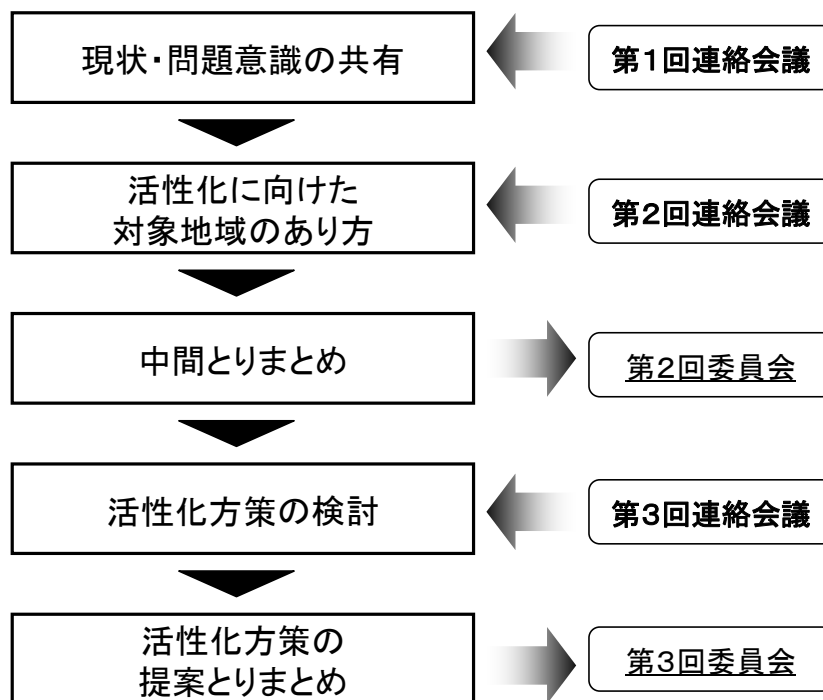 現状・問題意識の共有
第1回連絡会議
活性化に向けた
対象地域のあり方
第2回連絡会議
中間とりまとめ
第2回委員会
活性化方策の検討
第3回連絡会議
活性化方策の
提案とりまとめ
第3回委員会